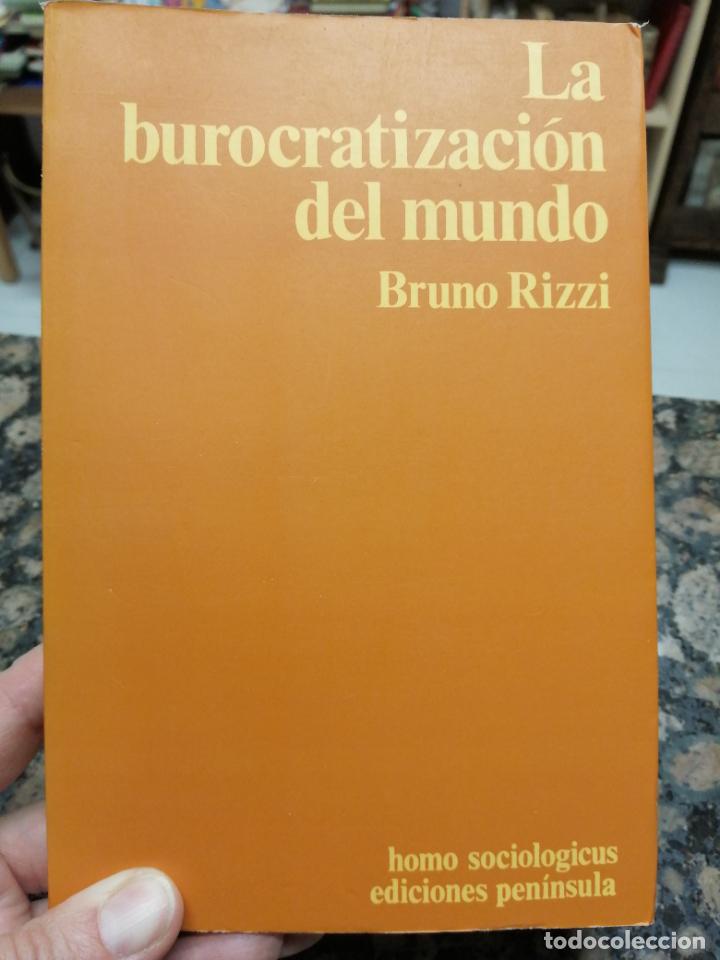 La
burocratización
del mundo
Bruno Rizzi
homo sociologicus
ediciones península
todocoleccion